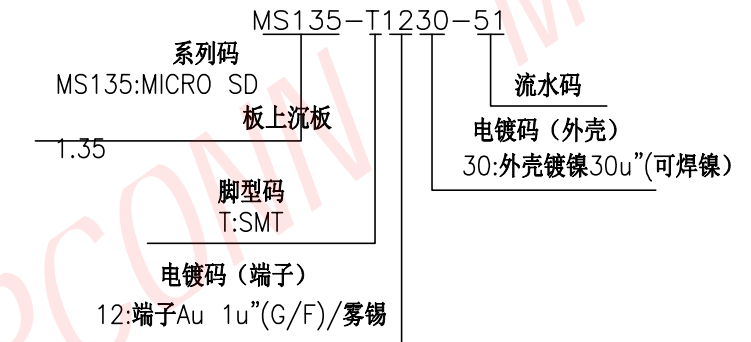 MS135-T1230-51
系列码
MS135:MICRO SD
板上沉板
1.35
流水码
电镀码（外壳）
30:外壳镀镍30u"(可焊镍）
脚型码
T:SMT
电镀码（端子）
12:端子Au 1u"(G/F)/雾锡